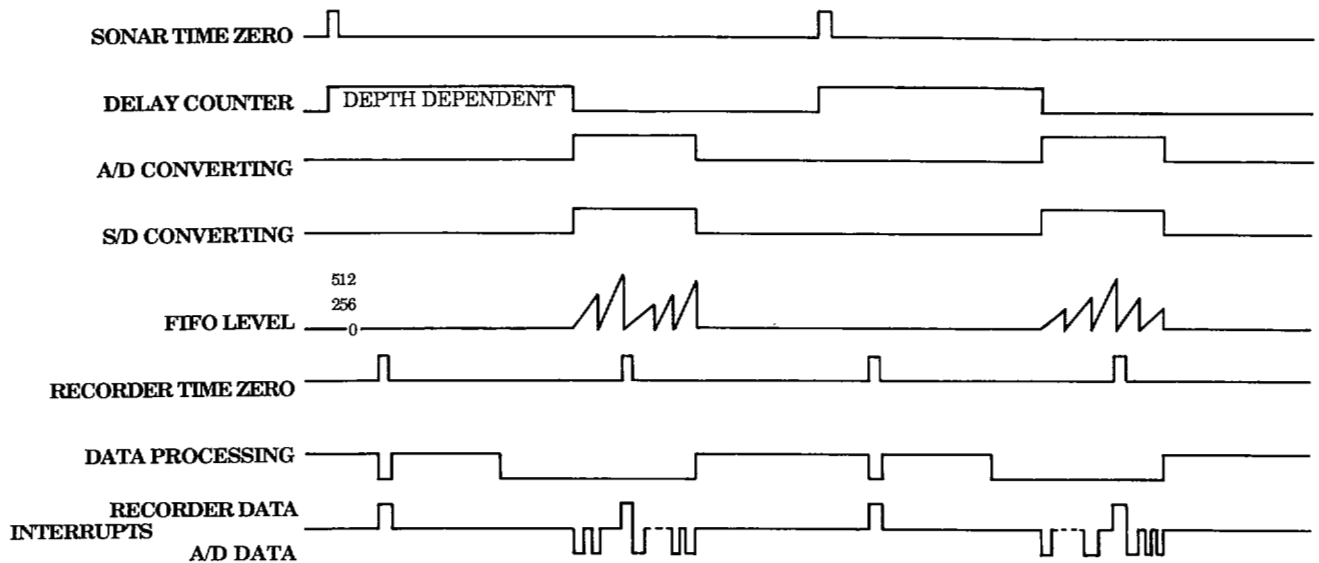 SONAR TIME ZERO
DELAY COUNTER
DEPTH DEPENDENT
A/D CONVERTING
S/D CONVERTING
512
256
FIFO LEVEL
0
RECORDER TIME ZERO
DATA PROCESSING
RECORDER DATA
INTERRUPTS
A/D DATA